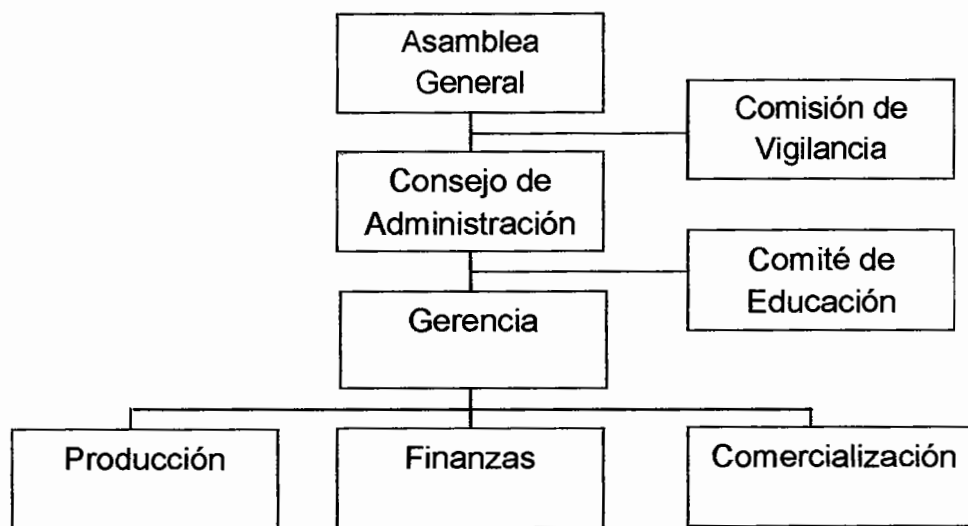 Asamblea
General
Comisión de
Vigilancia
Consejo de
Administración
Comité de
Educación
Gerencia
Producción
Finanzas
Comercialización